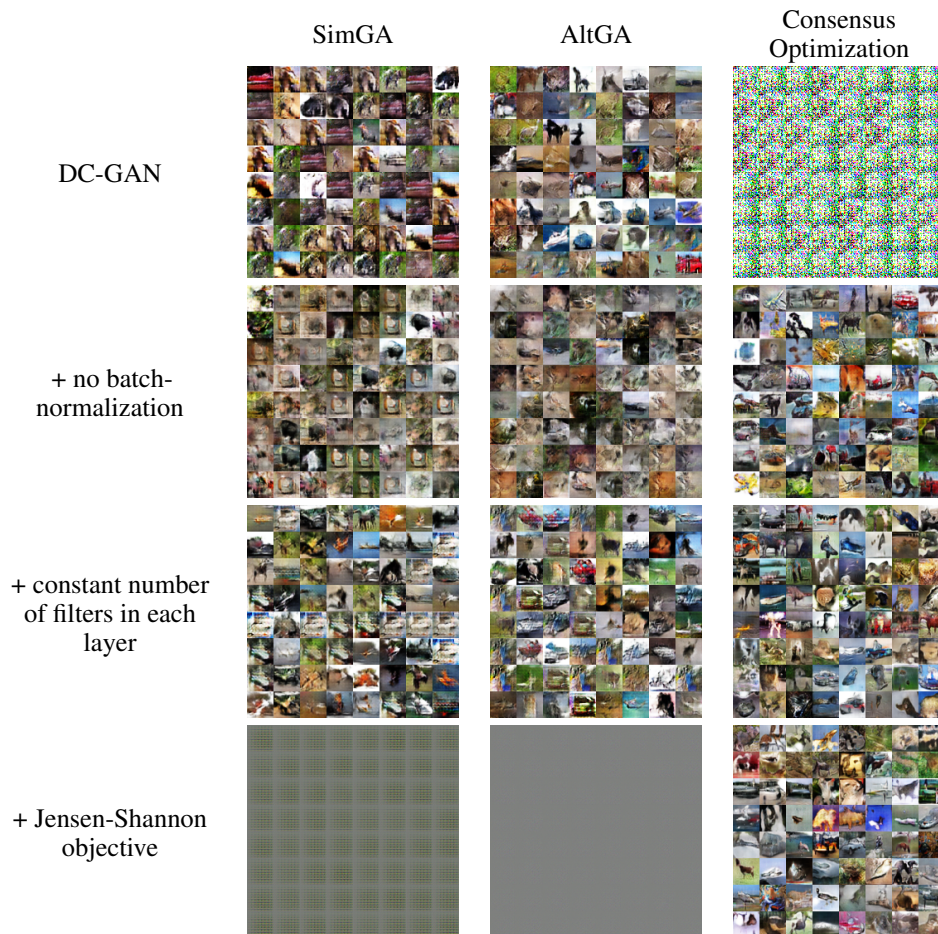 SimGA
AltGA
Consensus
Optimization
DC-GAN
+ no batch-
normalization
+ constant number
of filters in each
layer
+ Jensen-Shannon
objective